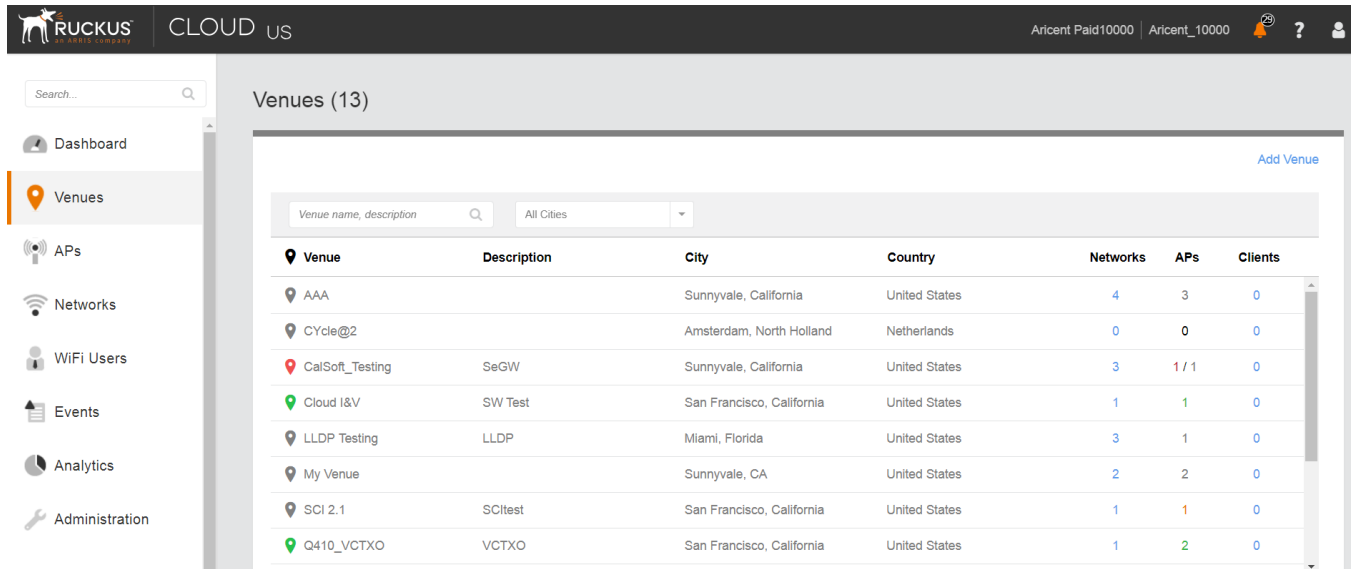 RUCKUS™
an ARRIS company
CLOUD US
Aricent Paid10000 Aricent_10000 29 ?
Search...
Dashboard
Venues
APs
Networks
WiFi Users
Events
Analytics
Administration
Venues (13)
Add Venue
Venue name, description All Cities
Venue Description City Country Networks APs Clients
AAA Sunnyvale, California United States 4 3 0
CYcle@2 Amsterdam, North Holland Netherlands 0 0 0
CalSoft_Testing SeGW Sunnyvale, California United States 3 1 / 1 0
Cloud I&V SW Test San Francisco, California United States 1 1 0
LLDP Testing LLDP Miami, Florida United States 3 1 0
My Venue Sunnyvale, CA United States 2 2 0
SCI 2.1 SCItest San Francisco, California United States 1 1 0
Q410_VCTXO VCTXO San Francisco, California United States 1 2 0